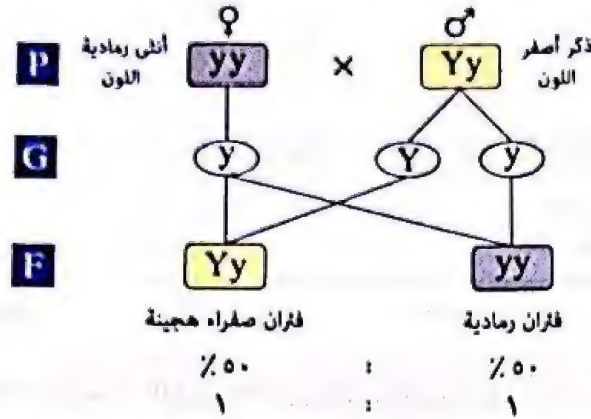 ♀ ♂
P أنثى رمادية اللون yy × Yy ذكر أصفر اللون
G y Y y
F Yy yy
فئران صفراء هجينة فئران رمادية
٪٥٠ : ٪٥٠
١ : ١